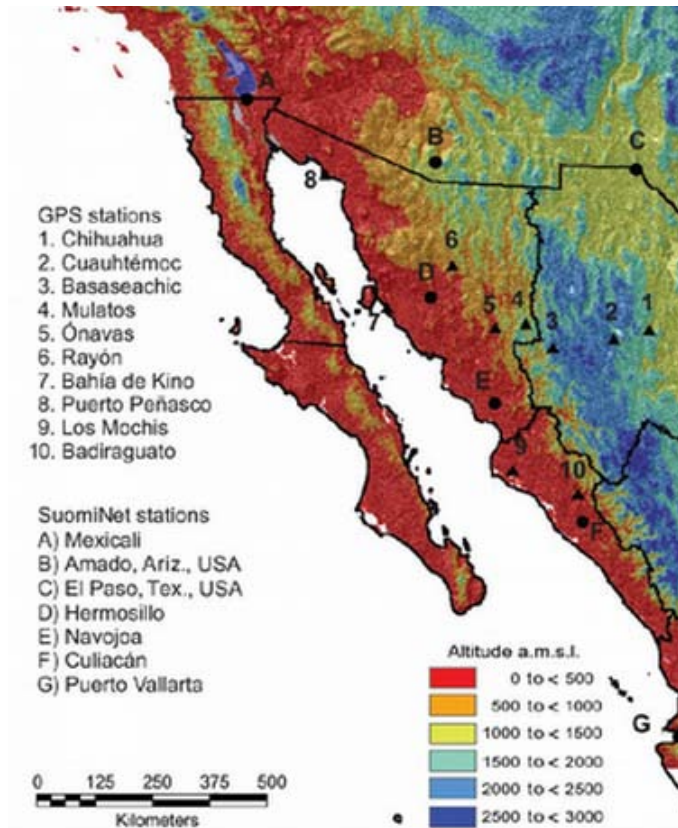 A
B
C
8
GPS stations
1. Chihuahua
2. Cuauhtémoc
3. Basaseachic
4. Mulatos
5. Ónavas
6. Rayón
7. Bahía de Kino
8. Puerto Peñasco
9. Los Mochis
10. Badiraguato
6
D
7
5
4
3
2
1
E
9
10
F
SuomiNet stations
A) Mexicali
B) Amado, Ariz., USA
C) El Paso, Tex., USA
D) Hermosillo
E) Navojoa
F) Culiacán
G) Puerto Vallarta
Altitude a.m.s.l.
0 to < 500
500 to < 1000
1000 to < 1500
1500 to < 2000
2000 to < 2500
2500 to < 3000
G
0 125 250 375 500
Kilometers